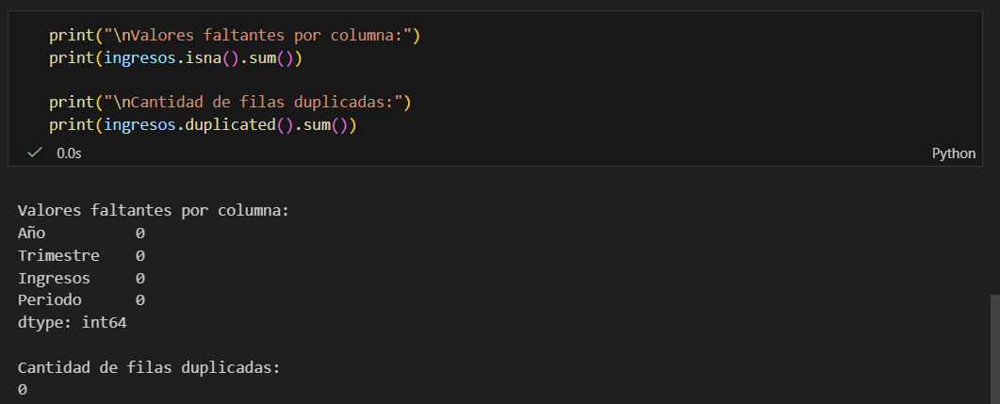 print("\nValores faltantes por columna:")
print(ingresos.isna().sum())
print("\nCantidad de filas duplicadas:")
print(ingresos.duplicated().sum())
0.0s
Python
Valores faltantes por columna:
Año 0
Trimestre 0
Ingresos 0
Periodo 0
dtype: int64
Cantidad de filas duplicadas:
0